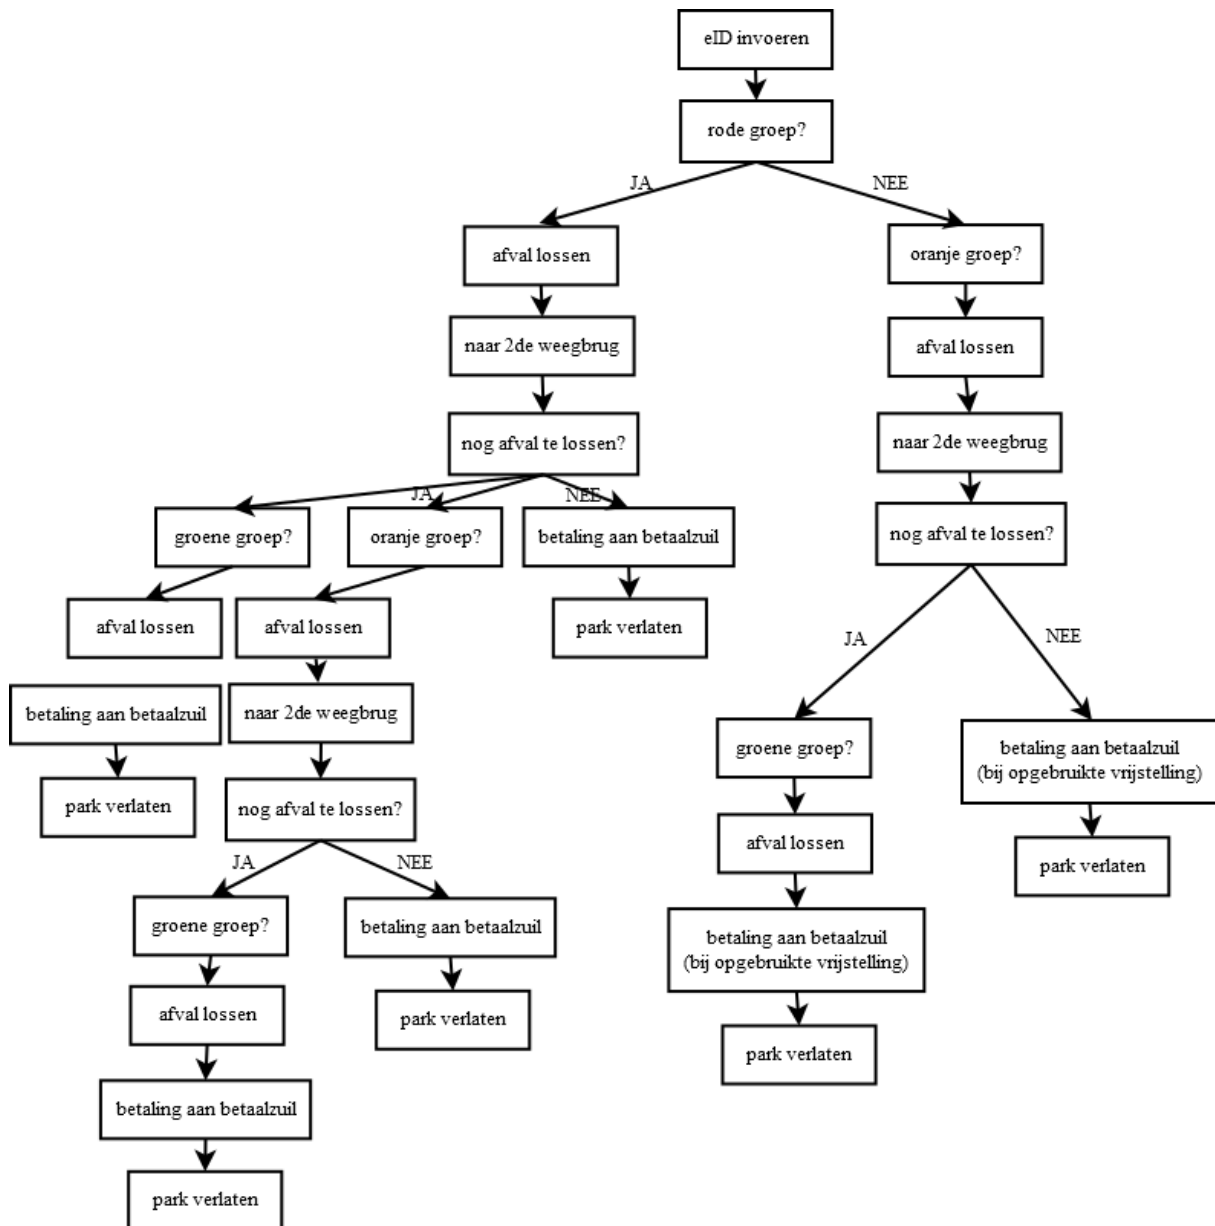 eID invoeren
rode groep?
JA
NEE
afval lossen
oranje groep?
naar 2de weegbrug
afval lossen
nog afval te lossen?
naar 2de weegbrug
JA
NEE
groene groep?
oranje groep?
betaling aan betaalzuil
nog afval te lossen?
afval lossen
afval lossen
park verlaten
JA
NEE
betaling aan betaalzuil
naar 2de weegbrug
groene groep?
betaling aan betaalzuil
(bij opgebruikte vrijstelling)
park verlaten
nog afval te lossen?
afval lossen
park verlaten
JA
NEE
groene groep?
betaling aan betaalzuil
betaling aan betaalzuil
(bij opgebruikte vrijstelling)
afval lossen
park verlaten
park verlaten
betaling aan betaalzuil
park verlaten